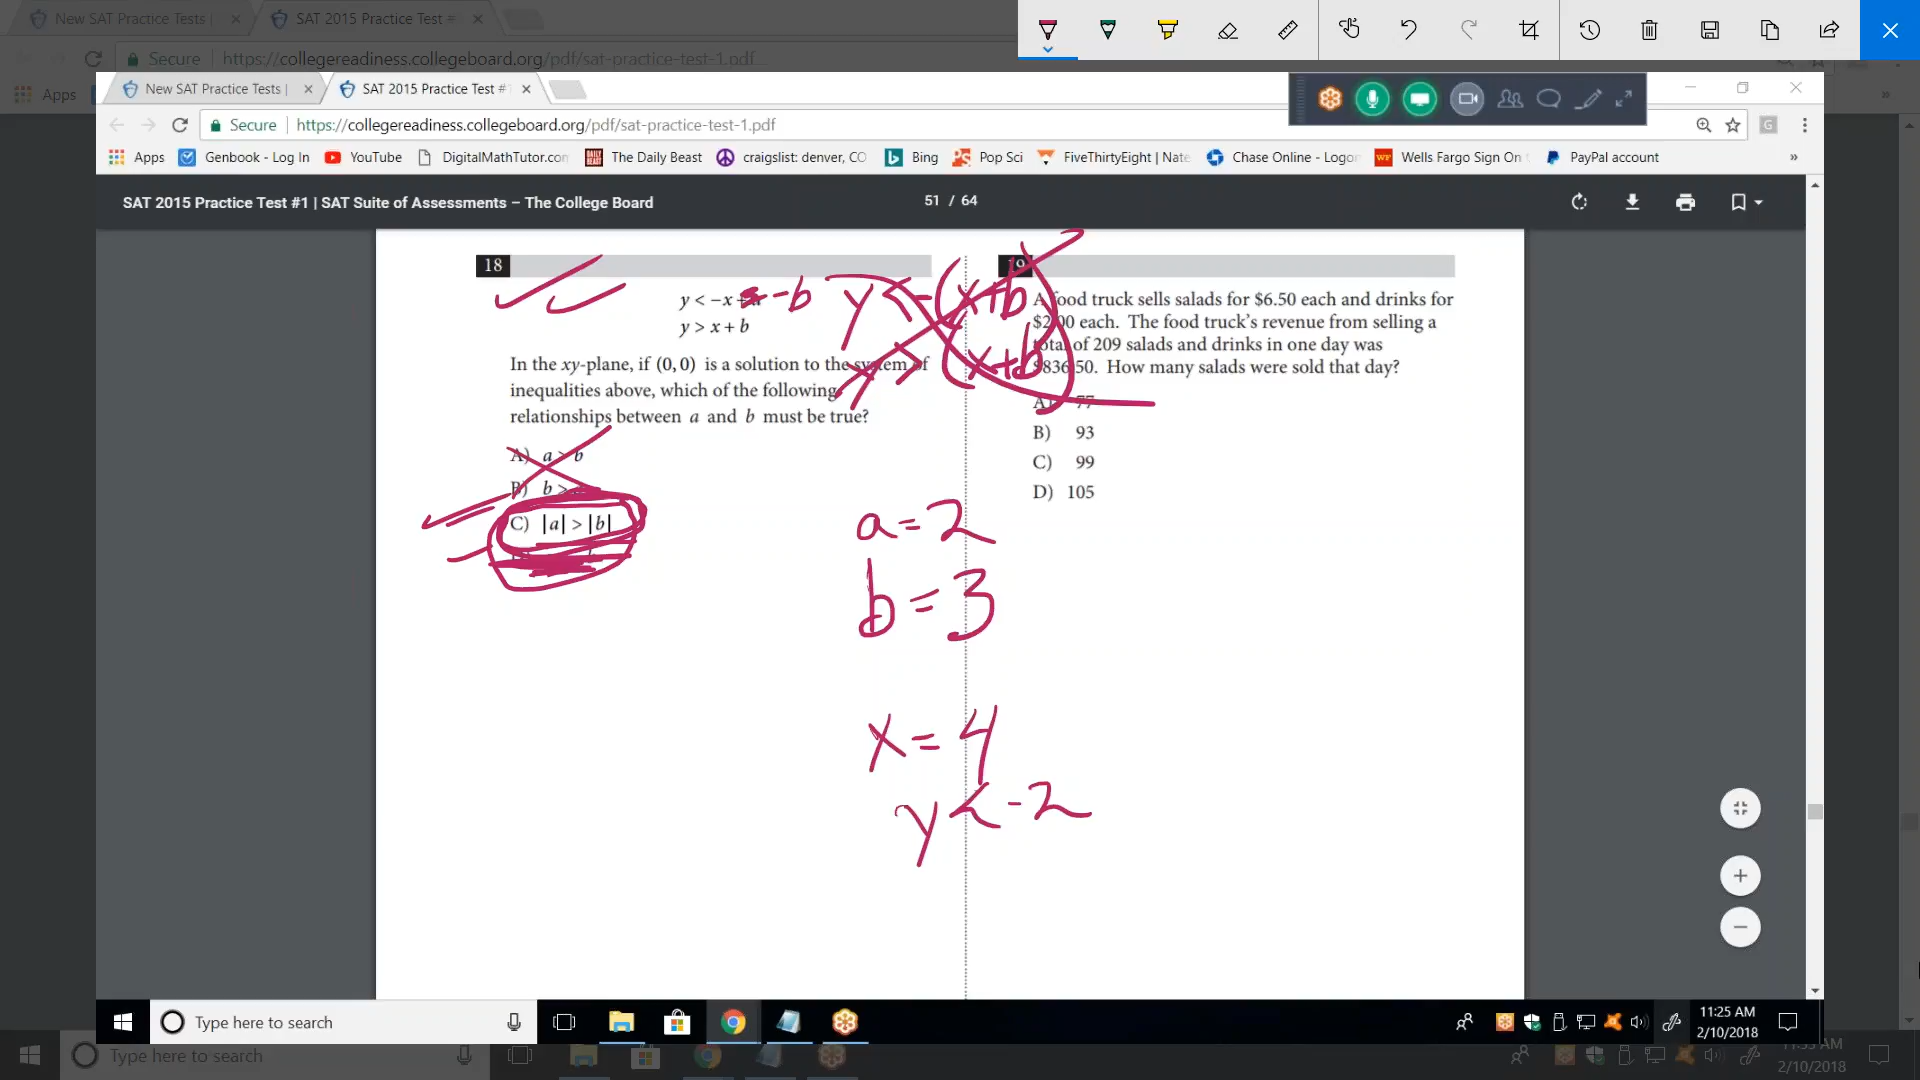 New SAT Practice Tests
SAT 2015 Practice Test #
Secure https://collegereadiness.collegeboard.org/pdf/sat-practice-test-1.pdf...
Apps
New SAT Practice Tests |
SAT 2015 Practice Test #
Secure | https://collegereadiness.collegeboard.org/pdf/sat-practice-test-1.pdf
G
Apps Genbook - Log In YouTube DigitalMathTutor.con The Daily Beast craigslist: denver, CO Bing Pop Sci FiveThirtyEight | Nate Chase Online - Logon WF Wells Fargo Sign On PayPal account »
SAT 2015 Practice Test #1 | SAT Suite of Assessments – The College Board
51 / 64
18
y < −x + a
-b
y > x + b
y < - x+b
x+b
In the xy-plane, if (0, 0) is a solution to the system of
inequalities above, which of the following
relationships between a and b must be true?
A) a > b
B) b >
C) |a| > |b|
a = 2
b = 3
x = 4
y < -2
19
A food truck sells salads for $6.50 each and drinks for
$2.00 each. The food truck's revenue from selling a
total of 209 salads and drinks in one day was
$836.50. How many salads were sold that day?
A) 77
B) 93
C) 99
D) 105
Type here to search
11:25 AM
2/10/2018
Type here to search
2/10/2018